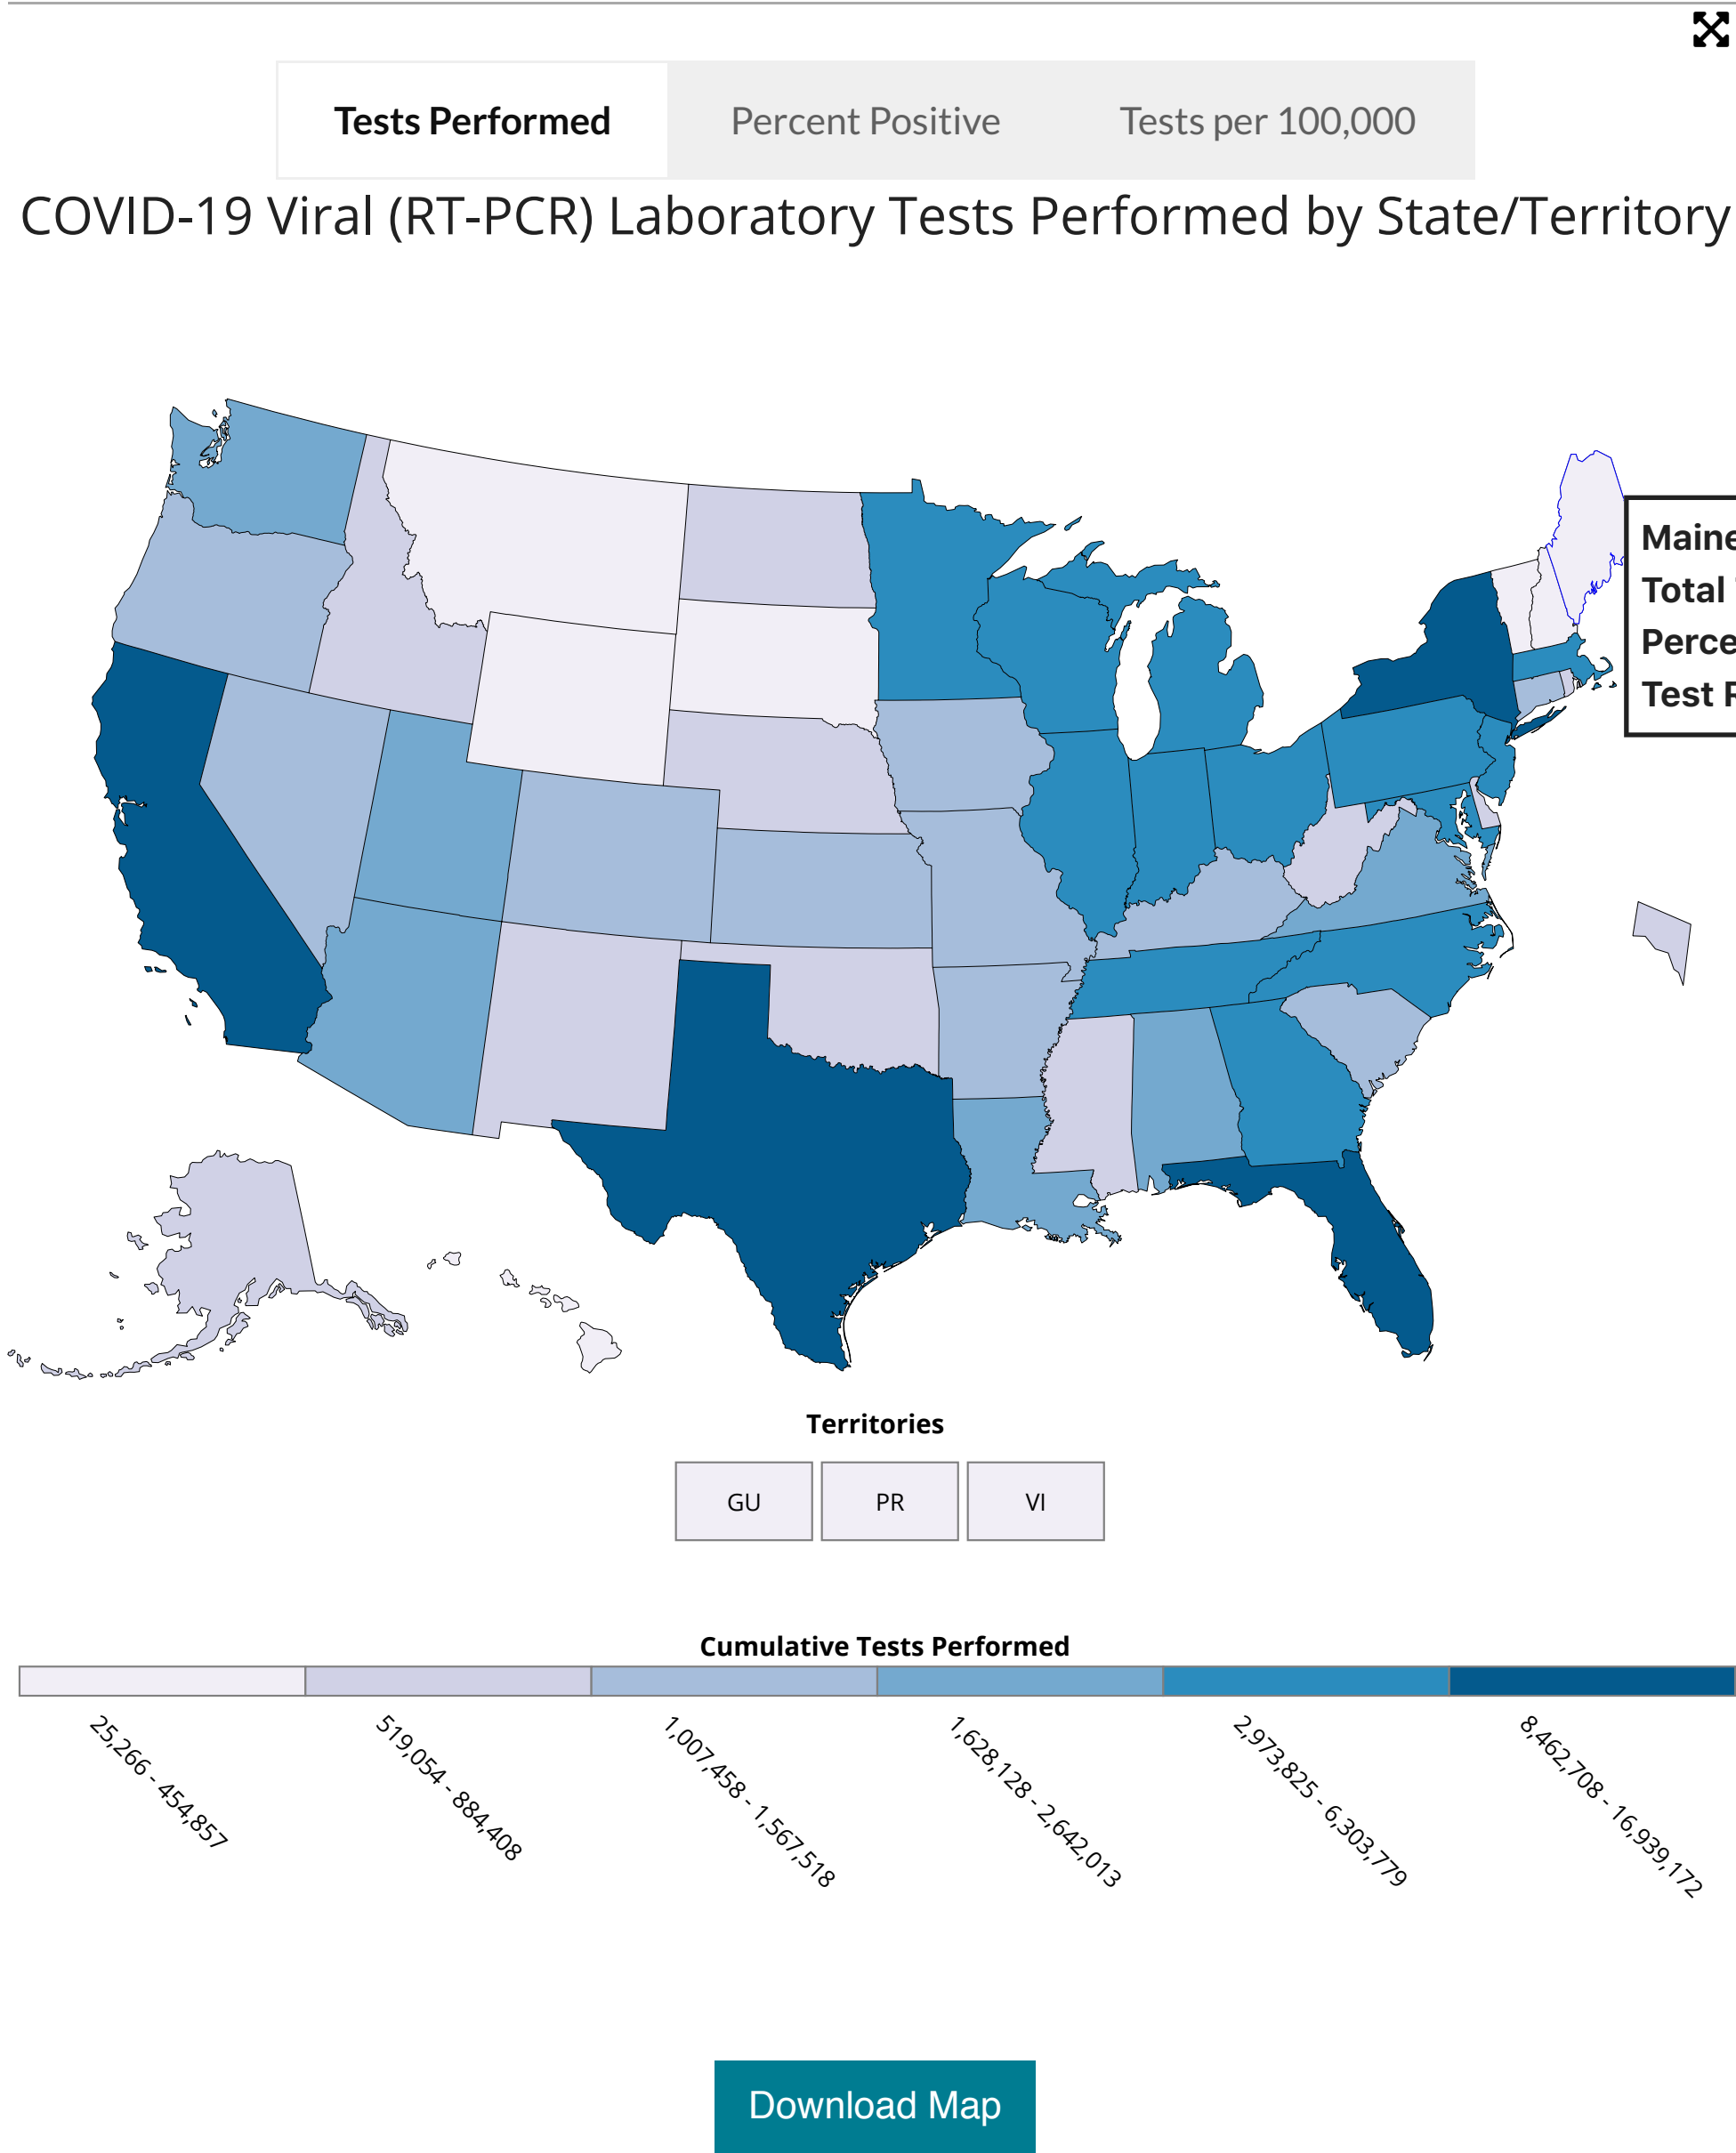 Tests Performed Percent Positive Tests per 100,000
COVID-19 Viral (RT-PCR) Laboratory Tests Performed by State/Territory
Maine
Total
Test
Territories
GU PR VI
Cumulative Tests Performed
25,266 - 454,857
519,054 - 884,408
1,007,458 - 1,567,518
1,628,128 - 2,642,013
2,973,825 - 6,303,779
8,462,708 - 16,939,172
Download Map